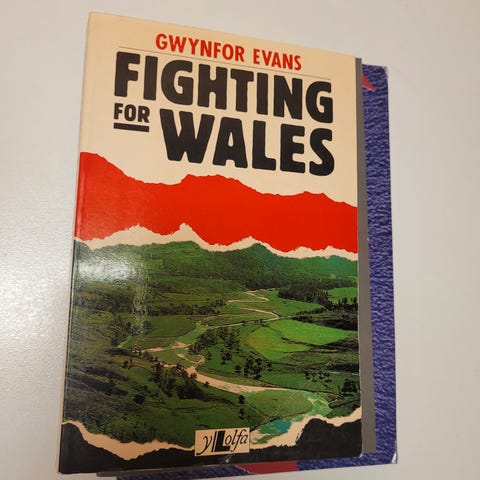 GWYNFOR EVANS
FIGHTING
FOR WALES
y Lolfa